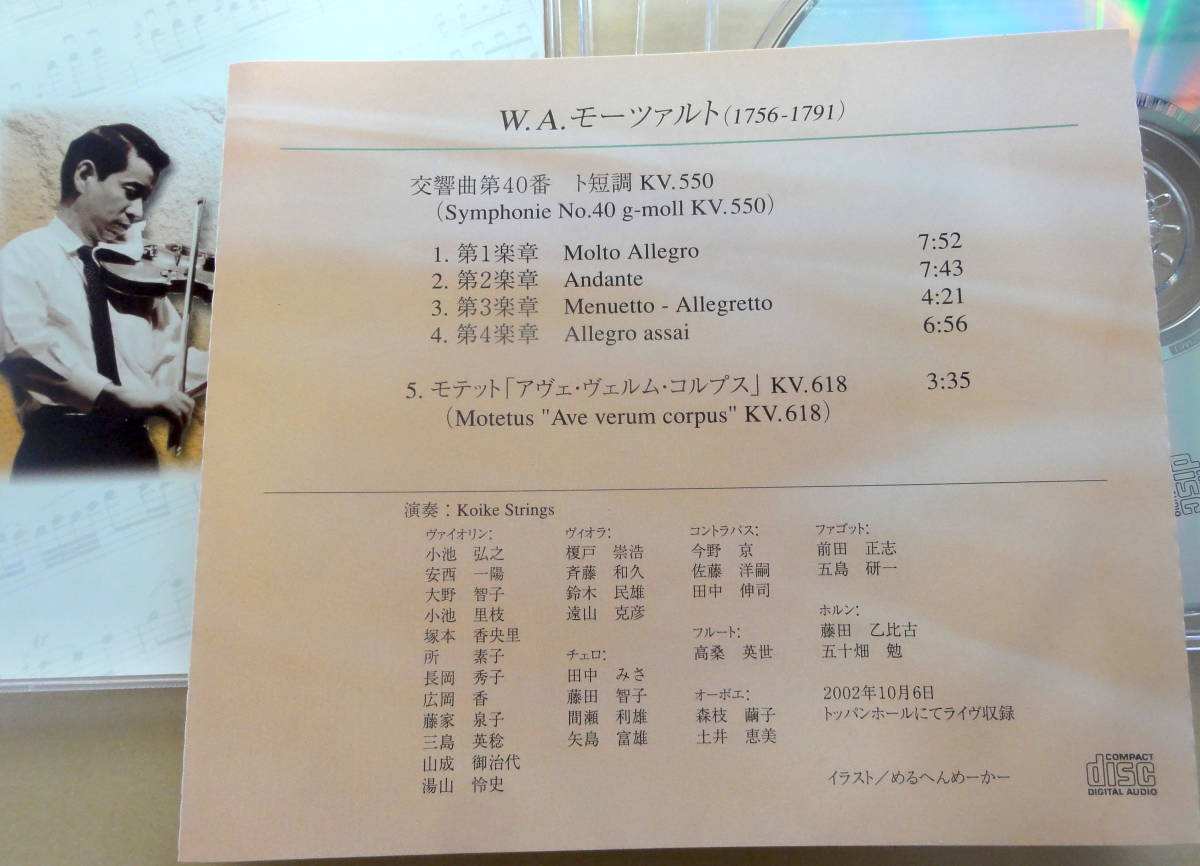 W.A.モーツァルト(1756-1791)
交響曲第40番 ト短調 KV.550
(Symphonie No.40 g-moll KV.550)
1. 第1楽章 Molto Allegro 7:52
2. 第2楽章 Andante 7:43
3. 第3楽章 Menuetto - Allegretto 4:21
4. 第4楽章 Allegro assai 6:56
5. モテット「アヴェ・ヴェルム・コルプス」 KV.618 3:35
(Motetus "Ave verum corpus" KV.618)
演奏：Koike Strings
ヴァイオリン:
小池 弘之
安西 一陽
大野 智子
小池 里枝
塚本 香央里
所 素子
長岡 秀子
広岡 香
藤家 泉子
三島 英稔
山成 御治代
湯山 怜史
ヴィオラ:
榎戸 崇浩
斉藤 和久
鈴木 民雄
遠山 克彦
チェロ:
田中 みさ
藤田 智子
間瀬 利雄
矢島 富雄
コントラバス:
今野 京
佐藤 洋嗣
田中 伸司
フルート:
高桑 英世
オーボエ:
森枝 繭子
土井 恵美
ファゴット:
前田 正志
五島 研一
ホルン:
藤田 乙比古
五十畑 勉
2002年10月6日
トッパンホールにてライヴ収録
イラスト／めるへんめーかー
COMPACT
disc
DIGITAL AUDIO